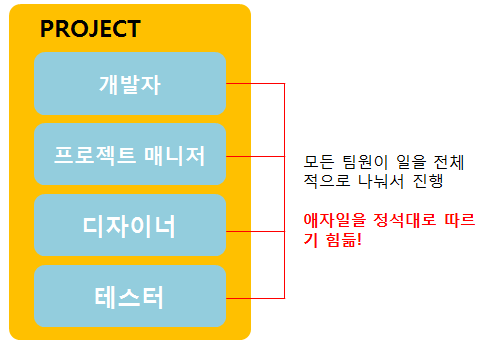 PROJECT
개발자
프로젝트 매니저
디자이너
테스터
모든 팀원이 일을 전체
적으로 나눠서 진행
애자일을 정석대로 따르
기 힘듦!